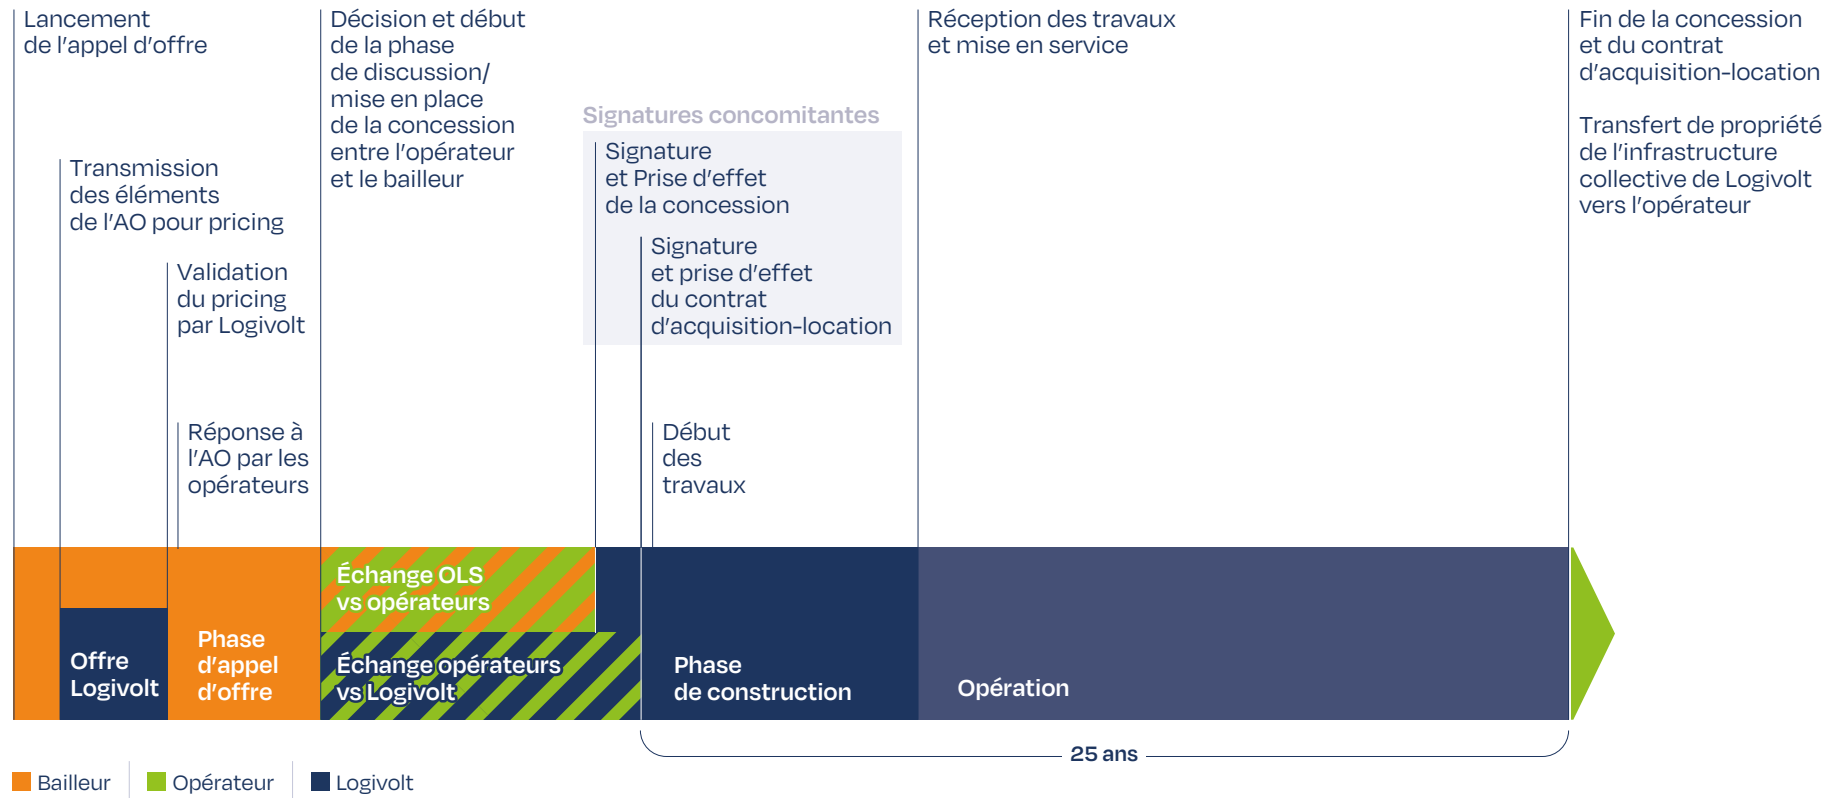 Lancement
de l'appel d'offre
Transmission
des éléments
de l'AO pour pricing
Validation
du pricing
par Logivolt
Réponse à
l'AO par les
opérateurs
Décision et début
de la phase
de discussion/
mise en place
de la concession
entre l'opérateur
et le bailleur
Signatures concomitantes
Signature
et Prise d'effet
de la concession
Signature
et prise d'effet
du contrat
d'acquisition-location
Début
des
travaux
Réception des travaux
et mise en service
Fin de la concession
et du contrat
d'acquisition-location
Transfert de propriété
de l'infrastructure
collective de Logivolt
vers l'opérateur
Offre
Logivolt
Phase
d'appel
d'offre
Échange OLS
vs opérateurs
Échange opérateurs
vs Logivolt
Phase
de construction
Opération
25 ans
Bailleur
Opérateur
Logivolt